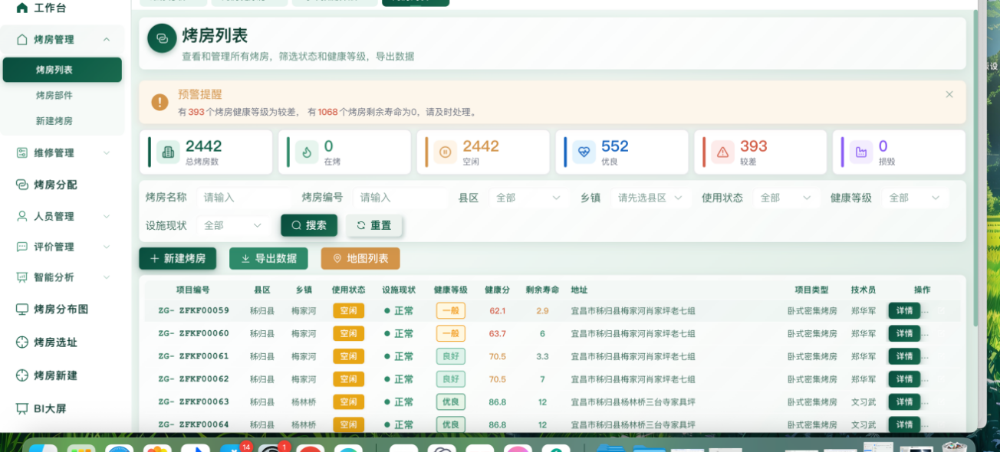 工作台
烤房管理
烤房列表
烤房部件
新建烤房
维修管理
烤房分配
人员管理
评价管理
智能分析
烤房分布图
烤房选址
烤房新建
BI大屏
烤房列表
查看和管理所有烤房，筛选状态和健康等级，导出数据
预警提醒
有393个烤房健康等级为较差， 有1068个烤房剩余寿命为0，请及时处理。
2442 总烤房数
0 在烤
2442 空闲
552 优良
393 较差
0 损毁
烤房名称 请输入 烤房编号 请输入 县区 全部 乡镇 请先选县区 使用状态 全部 健康等级 全部
设施现状 全部 搜索 重置
新建烤房 导出数据 地图列表
项目编号 县区 乡镇 使用状态 设施现状 健康等级 健康分 剩余寿命 地址 项目类型 技术员 操作
ZG- ZFKF00059 秭归县 梅家河 空闲 正常 一般 62.1 2.9 宜昌市秭归县梅家河肖家坪老七组 卧式密集烤房 郑华军 详情 ...
ZG- ZFKF00060 秭归县 梅家河 空闲 正常 一般 63.7 6 宜昌市秭归县梅家河肖家坪老七组 卧式密集烤房 郑华军 详情 ...
ZG- ZFKF00061 秭归县 梅家河 空闲 正常 良好 70.5 3.3 宜昌市秭归县梅家河肖家坪老七组 卧式密集烤房 郑华军 详情 ...
ZG- ZFKF00062 秭归县 梅家河 空闲 正常 良好 70.5 7 宜昌市秭归县梅家河肖家坪老七组 卧式密集烤房 郑华军 详情 ...
ZG- ZFKF00063 秭归县 杨林桥 空闲 正常 优良 86.8 12 宜昌市秭归县杨林桥三台寺家具坪 卧式密集烤房 文习武 详情 ...
ZG- ZFKF00064 秭归县 杨林桥 空闲 正常 优良 86.8 12 宜昌市秭归县杨林桥三台寺家具坪 卧式密集烤房 文习武 详情 ...
14
1